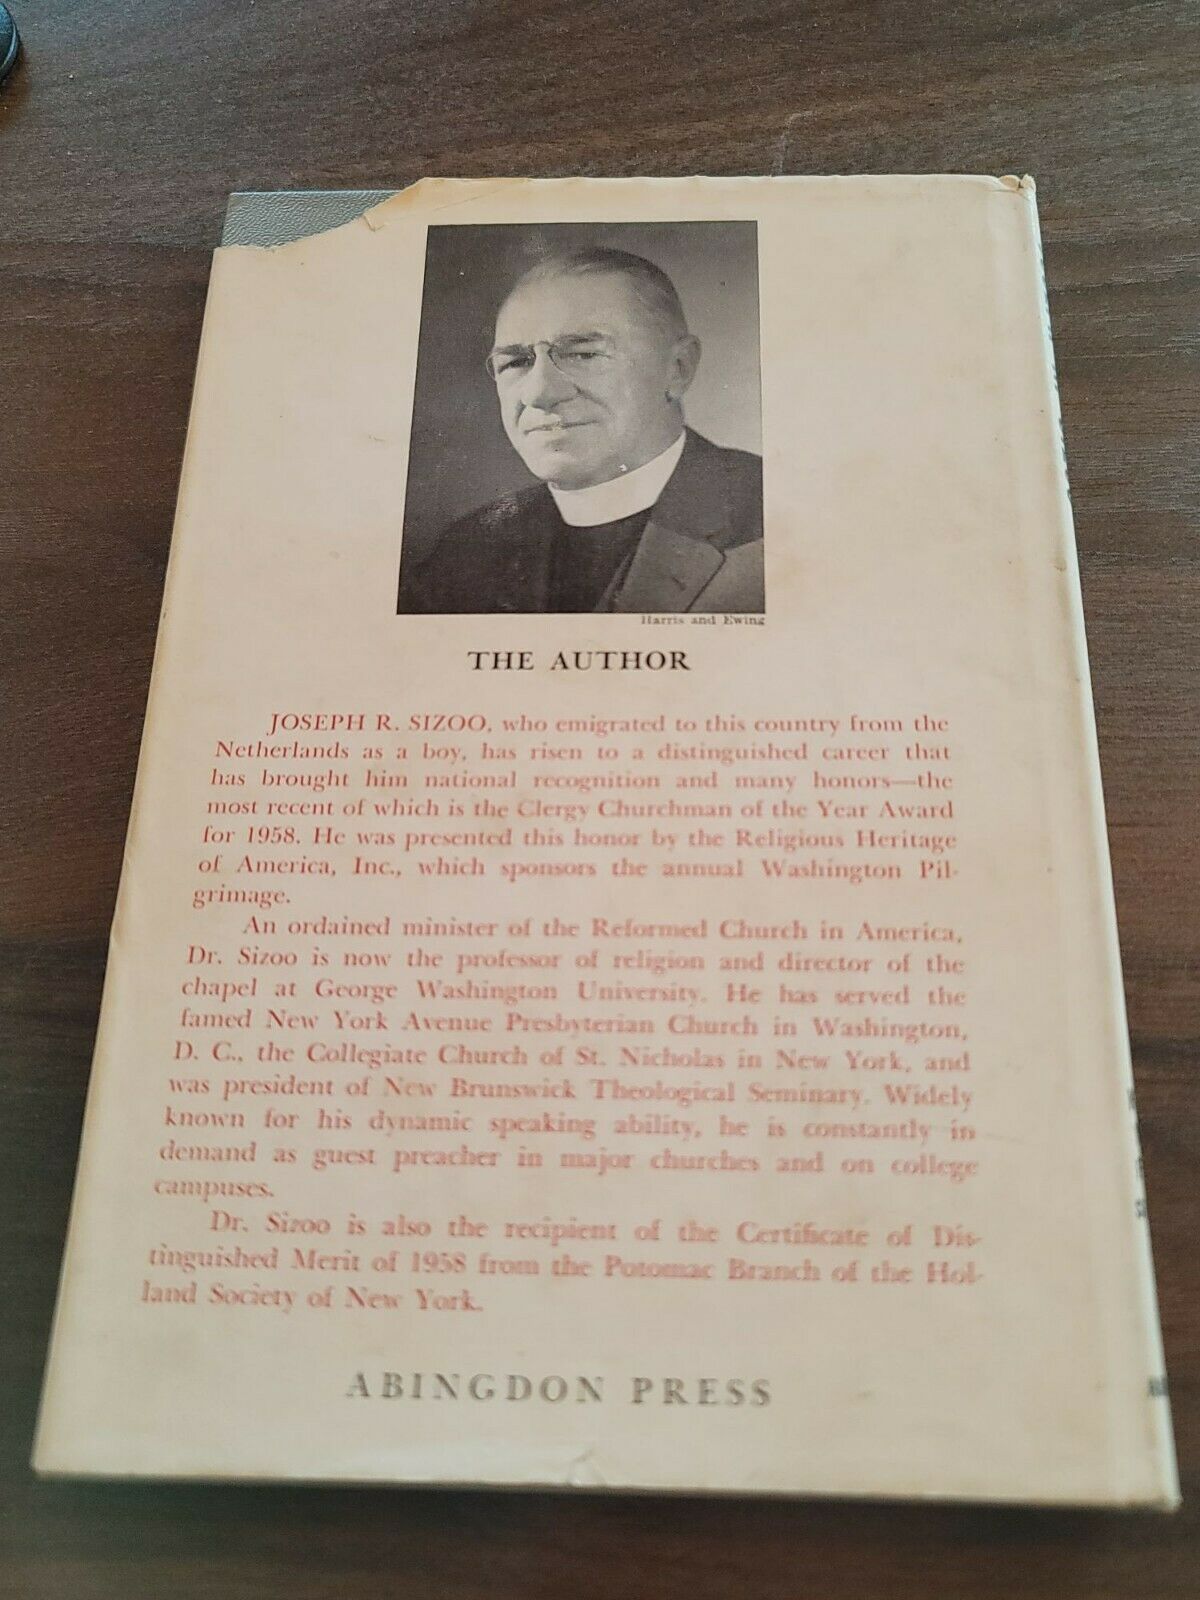 Harris and Ewing
THE AUTHOR
JOSEPH R. SIZOO, who emigrated to this country from the
Netherlands as a boy, has risen to a distinguished career that
has brought him national recognition and many honors—the
most recent of which is the Clergy Churchman of the Year Award
for 1958. He was presented this honor by the Religious Heritage
of America, Inc., which sponsors the annual Washington Pil-
grimage.
An ordained minister of the Reformed Church in America,
Dr. Sizoo is now the professor of religion and director of the
chapel at George Washington University. He has served the
famed New York Avenue Presbyterian Church in Washington,
D. C., the Collegiate Church of St. Nicholas in New York, and
was president of New Brunswick Theological Seminary. Widely
known for his dynamic speaking ability, he is constantly in
demand as guest preacher in major churches and on college
campuses.
Dr. Sizoo is also the recipient of the Certificate of Dis-
tinguished Merit of 1958 from the Potomac Branch of the Hol-
land Society of New York.
ABINGDON PRESS